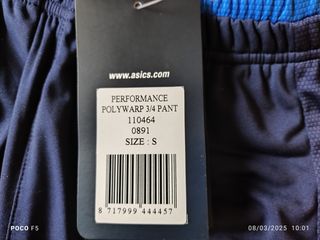 www.asics.com
PERFORMANCE
POLYWARP 3/4 PANT
110464
0891
SIZE : S
8 717999 444457
POCO F5
08/03/2025 10:01